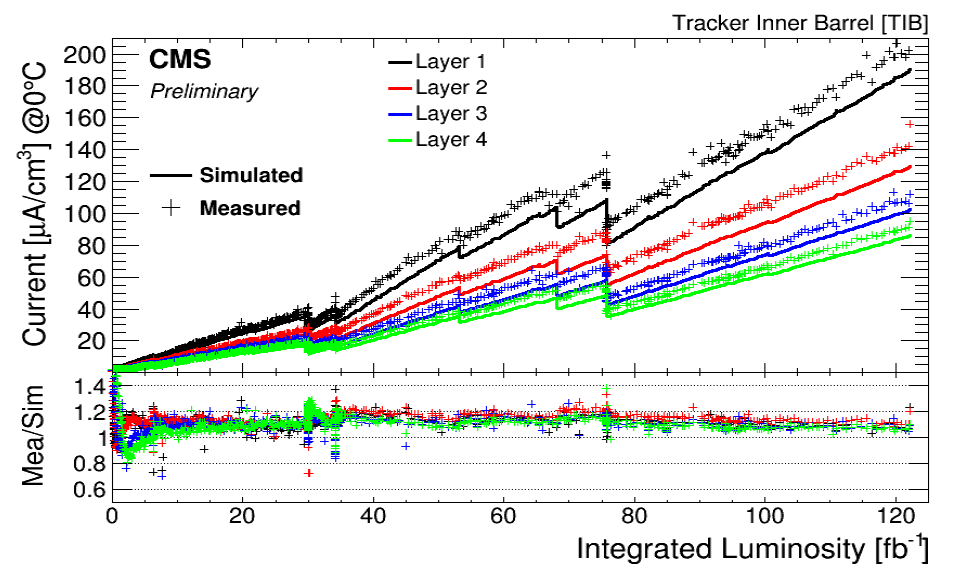 Tracker Inner Barrel [TIB]
CMS
Preliminary
Layer 1
Layer 2
Layer 3
Layer 4
Simulated
Measured
Current [µA/cm³] @0°C
200
180
160
140
120
100
80
60
40
20
Mea/Sim
1.4
1.2
1
0.8
0.6
0 20 40 60 80 100 120
Integrated Luminosity [fb⁻¹]